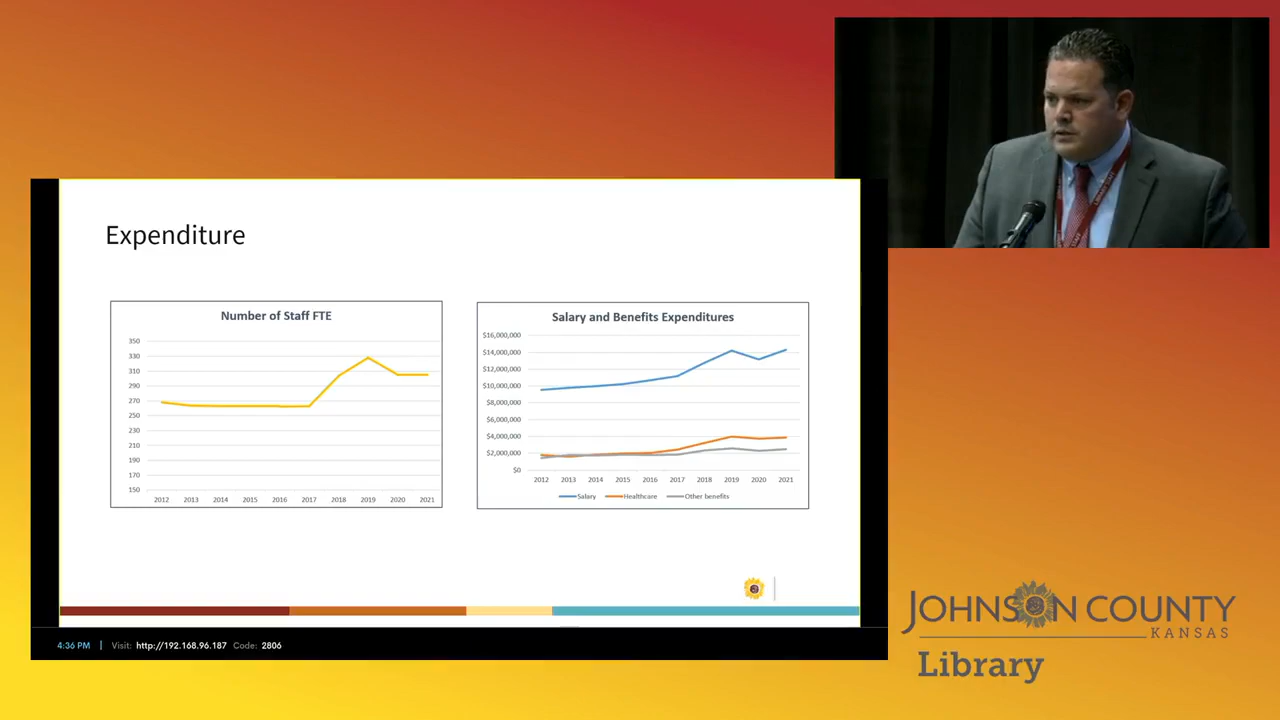 Expenditure
Number of Staff FTE
350
330
310
290
270
250
230
210
190
170
150
2012 2013 2014 2015 2016 2017 2018 2019 2020 2021
Salary and Benefits Expenditures
$16,000,000
$14,000,000
$12,000,000
$10,000,000
$8,000,000
$6,000,000
$4,000,000
$2,000,000
$0
2012 2013 2014 2015 2016 2017 2018 2019 2020 2021
Salary Healthcare Other benefits
4:36 PM | Visit: http://192.168.96.187 Code: 2806
JOHNSON COUNTY
KANSAS
Library